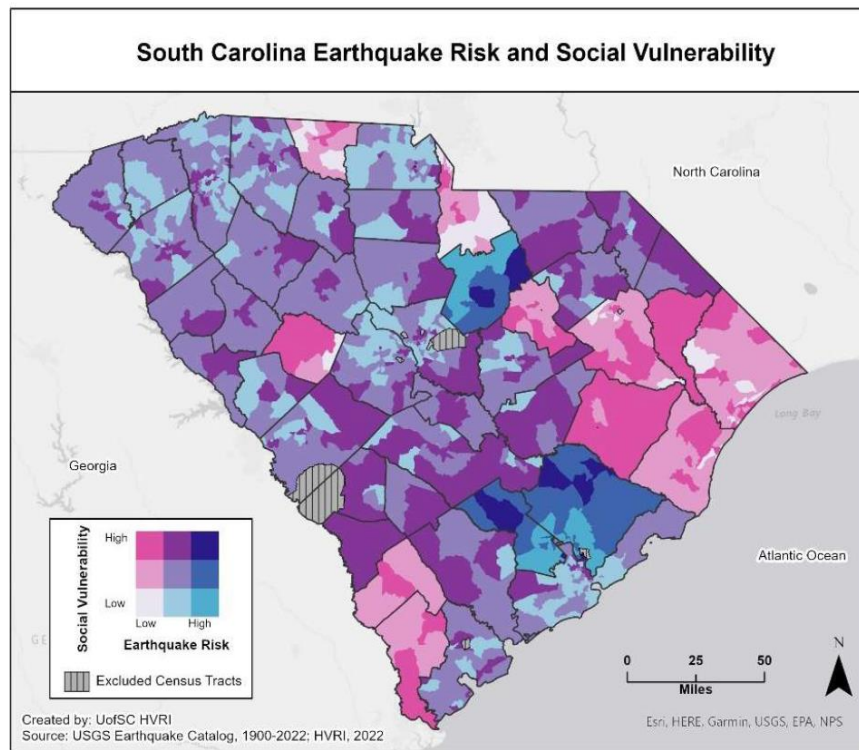 South Carolina Earthquake Risk and Social Vulnerability
North Carolina
Long Bay
Georgia
Atlantic Ocean
High
Low
Social Vulnerability
Low
High
Earthquake Risk
Excluded Census Tracts
N
0 25 50
Miles
Created by: UofSC HVRI
Source: USGS Earthquake Catalog, 1900-2022; HVRI, 2022
Esri, HERE, Garmin, USGS, EPA, NPS